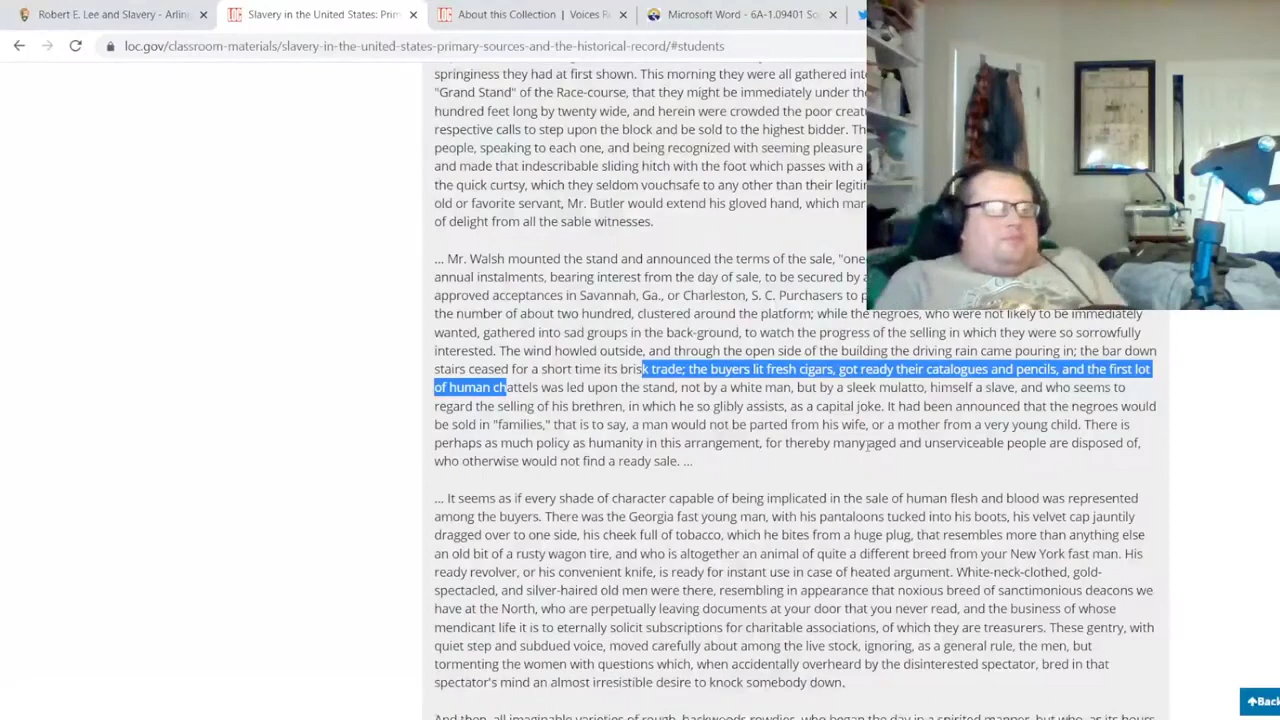 Robert E. Lee and Slavery - Arling
Slavery in the United States: Prim
About this Collection | Voices R
Microsoft Word - 6A-1.09401 Sc
loc.gov/classroom-materials/slavery-in-the-united-states-primary-sources-and-the-historical-record/#students
springiness they had at first shown. This morning they were all gathered int
"Grand Stand" of the Race-course, that they might be immediately under the
hundred feet long by twenty wide, and herein were crowded the poor creatu
respective calls to step upon the block and be sold to the highest bidder. Th
people, speaking to each one, and being recognized with seeming pleasure
and made that indescribable sliding hitch with the foot which passes with a
the quick curtsy, which they seldom vouchsafe to any other than their legitin
old or favorite servant, Mr. Butler would extend his gloved hand, which mar
of delight from all the sable witnesses.
... Mr. Walsh mounted the stand and announced the terms of the sale, "one
annual instalments, bearing interest from the day of sale, to be secured by a
approved acceptances in Savannah, Ga., or Charleston, S. C. Purchasers to p
the number of about two hundred, clustered around the platform; while the negroes, who were not likely to be immediately
wanted, gathered into sad groups in the back-ground, to watch the progress of the selling in which they were so sorrowfully
interested. The wind howled outside, and through the open side of the building the driving rain came pouring in; the bar down
stairs ceased for a short time its brisk trade; the buyers lit fresh cigars, got ready their catalogues and pencils, and the first lot
of human chattels was led upon the stand, not by a white man, but by a sleek mulatto, himself a slave, and who seems to
regard the selling of his brethren, in which he so glibly assists, as a capital joke. It had been announced that the negroes would
be sold in "families," that is to say, a man would not be parted from his wife, or a mother from a very young child. There is
perhaps as much policy as humanity in this arrangement, for thereby many aged and unserviceable people are disposed of,
who otherwise would not find a ready sale. ...
... It seems as if every shade of character capable of being implicated in the sale of human flesh and blood was represented
among the buyers. There was the Georgia fast young man, with his pantaloons tucked into his boots, his velvet cap jauntily
dragged over to one side, his cheek full of tobacco, which he bites from a huge plug, that resembles more than anything else
an old bit of a rusty wagon tire, and who is altogether an animal of quite a different breed from your New York fast man. His
ready revolver, or his convenient knife, is ready for instant use in case of heated argument. White-neck-clothed, gold-
spectacled, and silver-haired old men were there, resembling in appearance that noxious breed of sanctimonious deacons we
have at the North, who are perpetually leaving documents at your door that you never read, and the business of whose
mendicant life it is to eternally solicit subscriptions for charitable associations, of which they are treasurers. These gentry, with
quiet step and subdued voice, moved carefully about among the live stock, ignoring, as a general rule, the men, but
tormenting the women with questions which, when accidentally overheard by the disinterested spectator, bred in that
spectator's mind an almost irresistible desire to knock somebody down.
And then, all imaginable varieties of rough, backwoods rowdies, who began the day in a spirited manner, but who, as its hours
Back